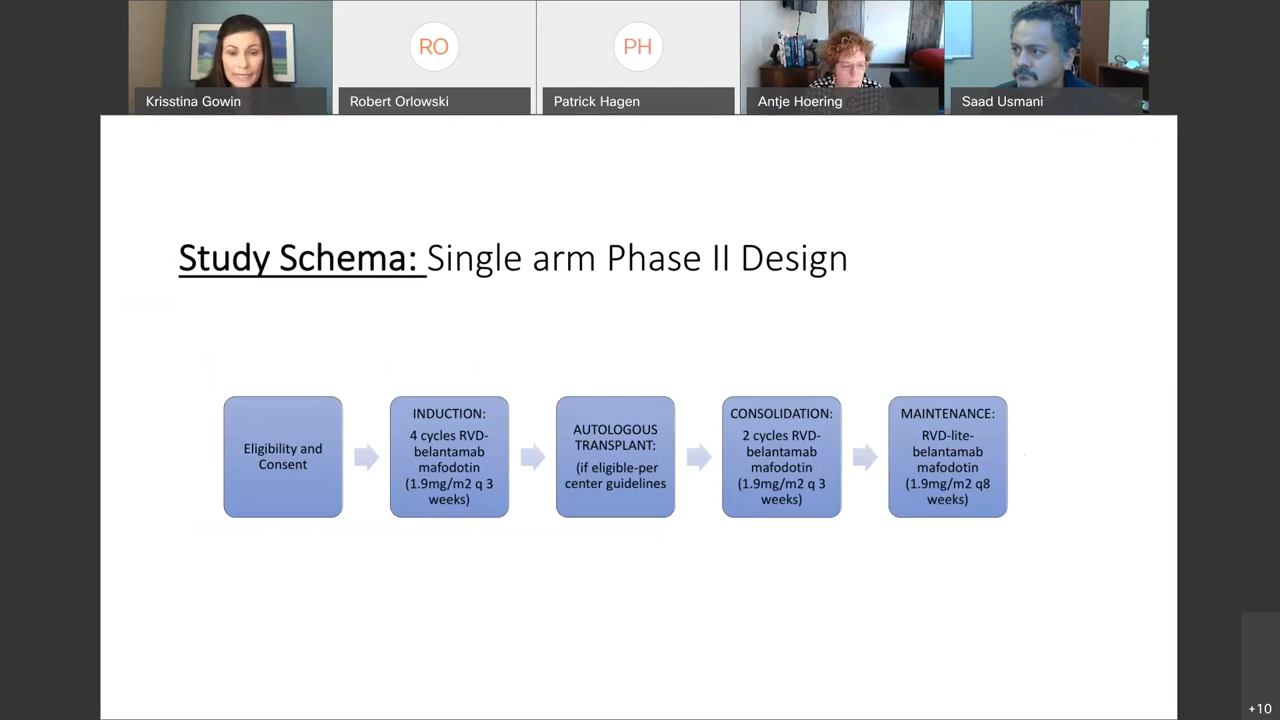 RO
PH
Krisstina Gowin
Robert Orlowski
Patrick Hagen
Antje Hoering
Saad Usmani
Study Schema: Single arm Phase II Design
Eligibility and
Consent
INDUCTION:
4 cycles RVD-
belantamab
mafodotin
(1.9mg/m2 q 3
weeks)
AUTOLOGOUS
TRANSPLANT:
(if eligible-per
center guidelines
CONSOLIDATION:
2 cycles RVD-
belantamab
mafodotin
(1.9mg/m2 q 3
weeks)
MAINTENANCE:
RVD-lite-
belantamab
mafodotin
(1.9mg/m2 q8
weeks)
+10